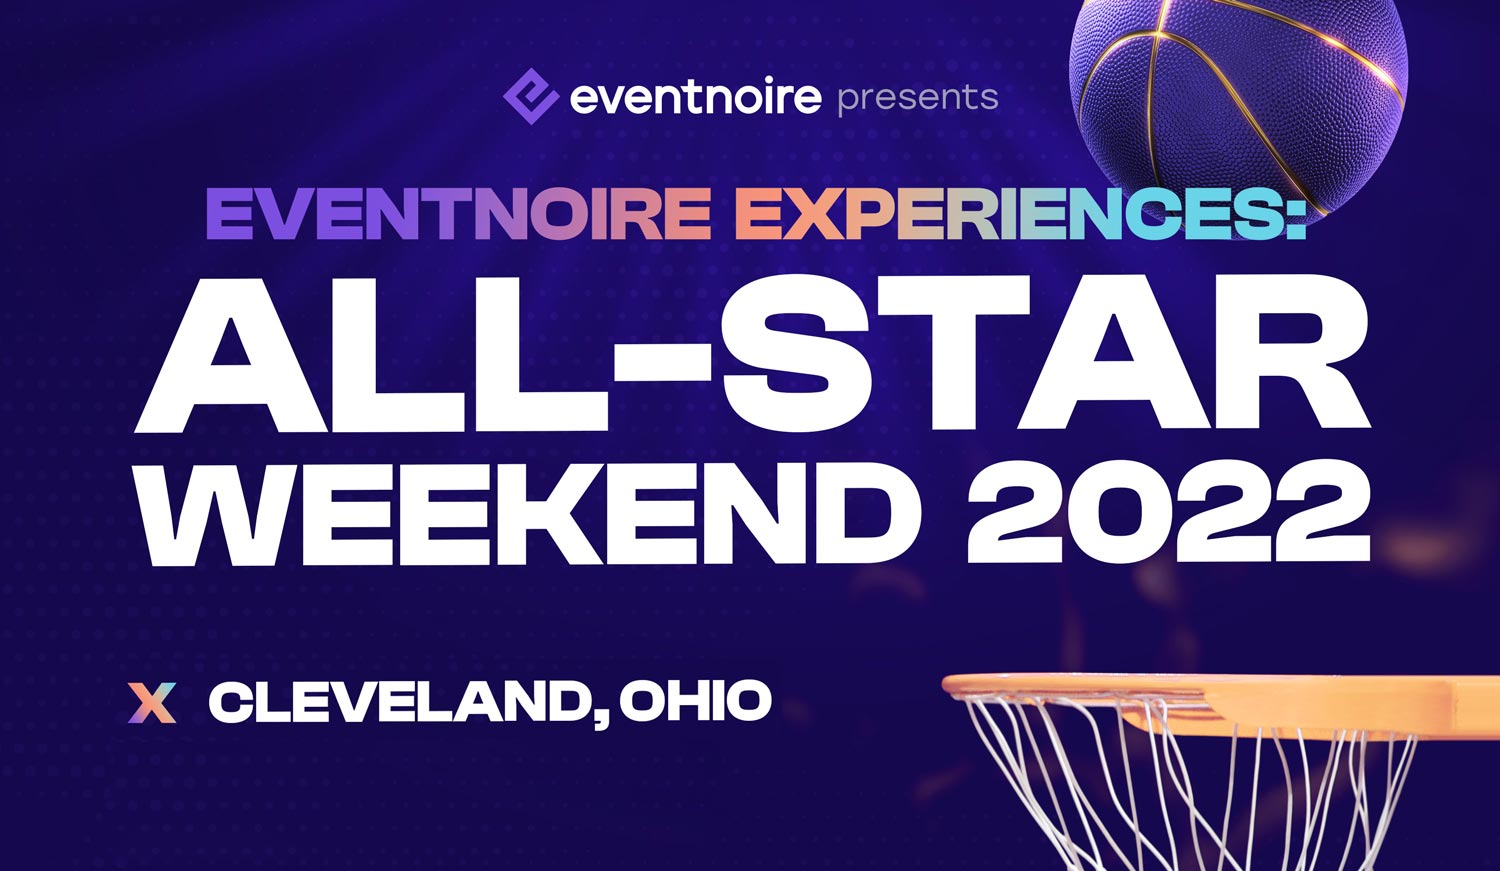 eventnoire presents
EVENTNOIRE EXPERIENCES:
ALL-STAR
WEEKEND 2022
X CLEVELAND, OHIO